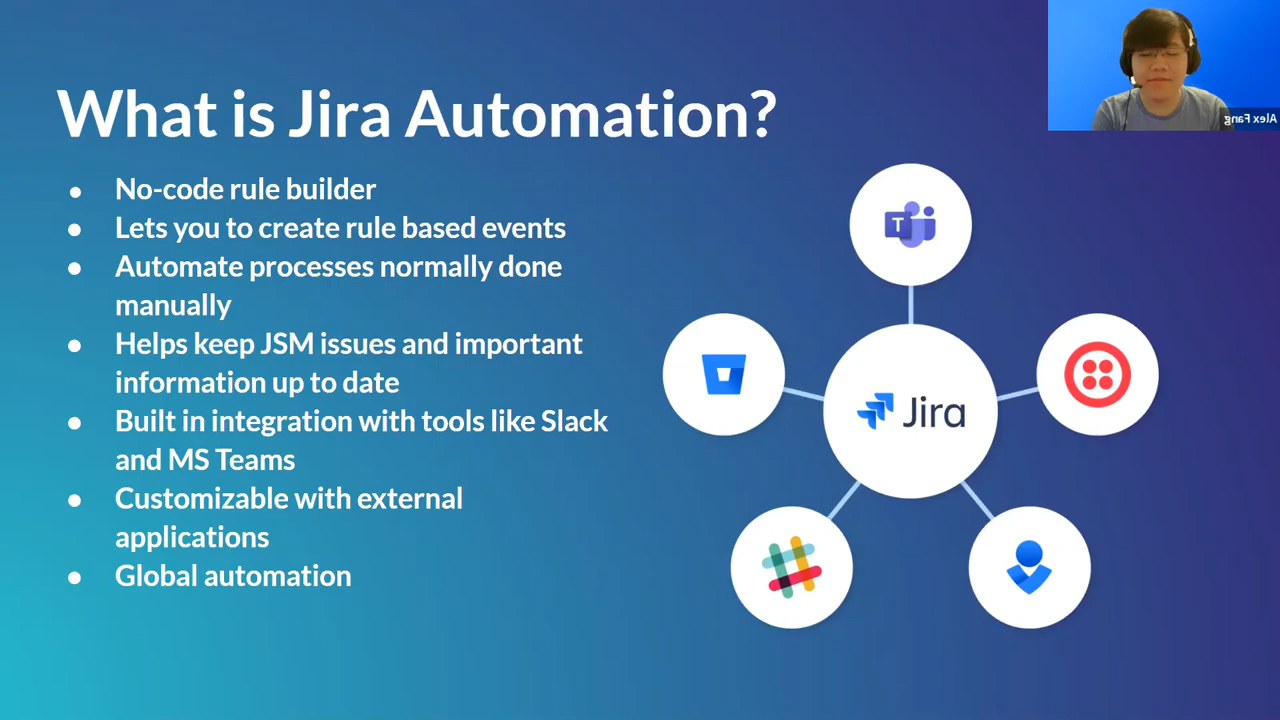 Alex Fang
What is Jira Automation?
● No-code rule builder
● Lets you to create rule based events
● Automate processes normally done
manually
● Helps keep JSM issues and important
information up to date
● Built in integration with tools like Slack
and MS Teams
● Customizable with external
applications
● Global automation
T
Jira